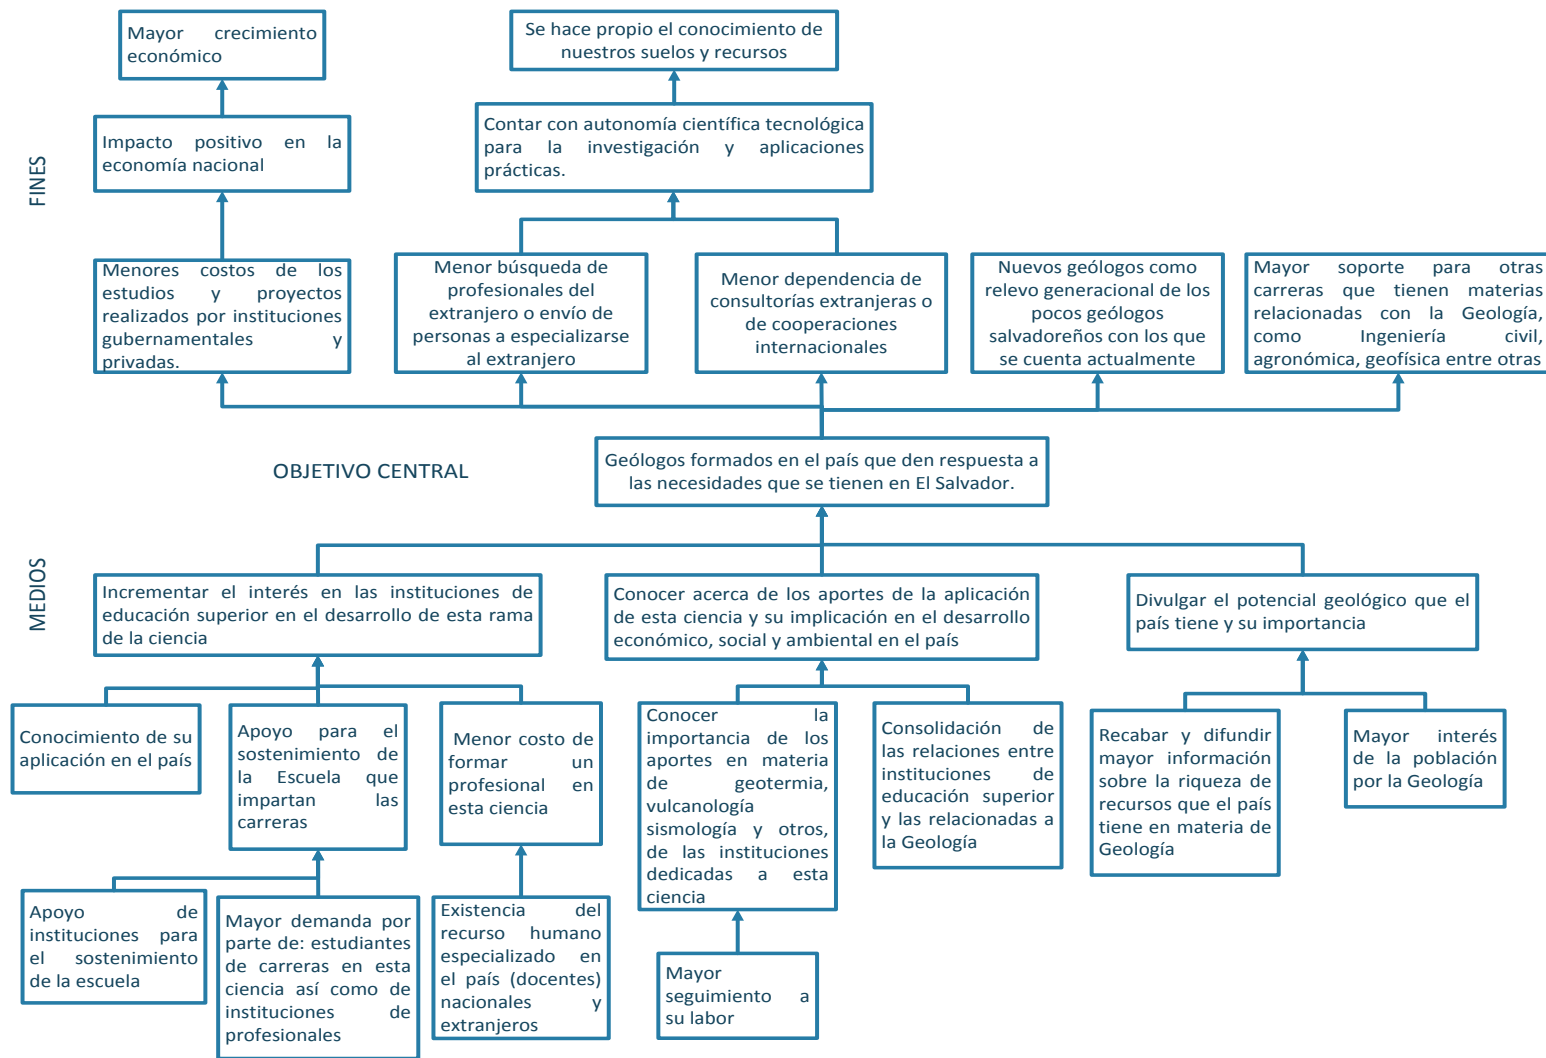 Mayor crecimiento
económico
Se hace propio el conocimiento de
nuestros suelos y recursos
FINES
Impacto positivo en la
economía nacional
Contar con autonomía científica tecnológica
para la investigación y aplicaciones
prácticas.
Menores costos de los
estudios y proyectos
realizados por instituciones
gubernamentales y
privadas.
Menor búsqueda de
profesionales del
extranjero o envío de
personas a especializarse
al extranjero
Menor dependencia de
consultorías extranjeras o
de cooperaciones
internacionales
Nuevos geólogos como
relevo generacional de los
pocos geólogos
salvadoreños con los que
se cuenta actualmente
Mayor soporte para otras
carreras que tienen materias
relacionadas con la Geología,
como Ingeniería civil,
agronómica, geofísica entre otras
OBJETIVO CENTRAL
Geólogos formados en el país que den respuesta a
las necesidades que se tienen en El Salvador.
MEDIOS
Incrementar el interés en las instituciones de
educación superior en el desarrollo de esta rama
de la ciencia
Conocer acerca de los aportes de la aplicación
de esta ciencia y su implicación en el desarrollo
económico, social y ambiental en el país
Divulgar el potencial geológico que el
país tiene y su importancia
Conocimiento de su
aplicación en el país
Apoyo para el
sostenimiento de
la Escuela que
impartan las
carreras
Menor costo de
formar un
profesional en
esta ciencia
Conocer la
importancia de los
aportes en materia
de geotermia,
vulcanología
sismología y otros,
de las instituciones
dedicadas a esta
ciencia
Consolidación de
las relaciones entre
instituciones de
educación superior
y las relacionadas a
la Geología
Recabar y difundir
mayor información
sobre la riqueza de
recursos que el país
tiene en materia de
Geología
Mayor interés
de la población
por la Geología
Apoyo de
instituciones para
el sostenimiento
de la escuela
Mayor demanda por
parte de: estudiantes
de carreras en esta
ciencia así como de
instituciones de
profesionales
Existencia del
recurso humano
especializado en
el país (docentes)
nacionales y
extranjeros
Mayor
seguimiento a
su labor